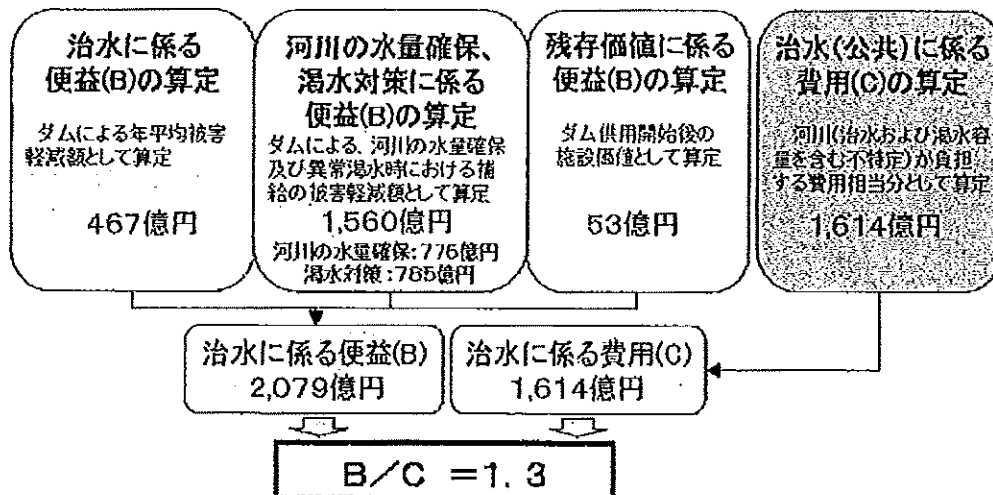 治水に係る
便益(B)の算定
ダムによる年平均被害
軽減額として算定
467億円
河川の水量確保、
渇水対策に係る
便益(B)の算定
ダムによる、河川の水量確保
及び異常渇水時における補
給の被害軽減額として算定
1,560億円
河川の水量確保:775億円
渇水対策:785億円
残存価値に係る
便益(B)の算定
ダム供用開始後の
施設価値として算定
53億円
治水(公共)に係る
費用(C)の算定
河川(治水および渇水容
量を含む不特定)が負担
する費用相当分として算定
1,614億円
治水に係る便益(B)
2,079億円
治水に係る費用(C)
1,614億円
B/C =1.3